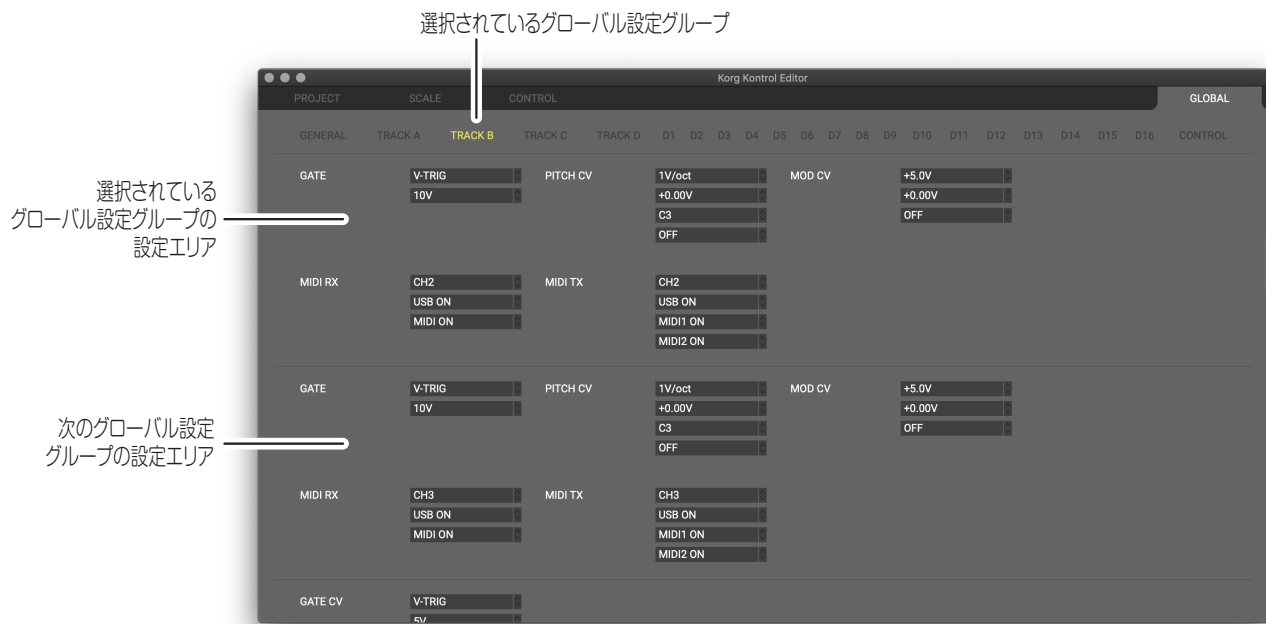 選択されているグローバル設定グループ
Korg Kontrol Editor
PROJECT SCALE CONTROL GLOBAL
GENERAL TRACK A TRACK B TRACK C TRACK D D1 D2 D3 D4 D5 D6 D7 D8 D9 D10 D11 D12 D13 D14 D15 D16 CONTROL
選択されている
グローバル設定グループの
設定エリア
GATE V-TRIG PITCH CV 1V/oct MOD CV +5.0V
10V +0.00V +0.00V
C3 OFF
OFF
MIDI RX CH2 MIDI TX CH2
USB ON USB ON
MIDI ON MIDI1 ON
MIDI2 ON
次のグローバル設定
グループの設定エリア
GATE V-TRIG PITCH CV 1V/oct MOD CV +5.0V
10V +0.00V +0.00V
C3 OFF
OFF
MIDI RX CH3 MIDI TX CH3
USB ON USB ON
MIDI ON MIDI1 ON
MIDI2 ON
GATE CV V-TRIG
5V